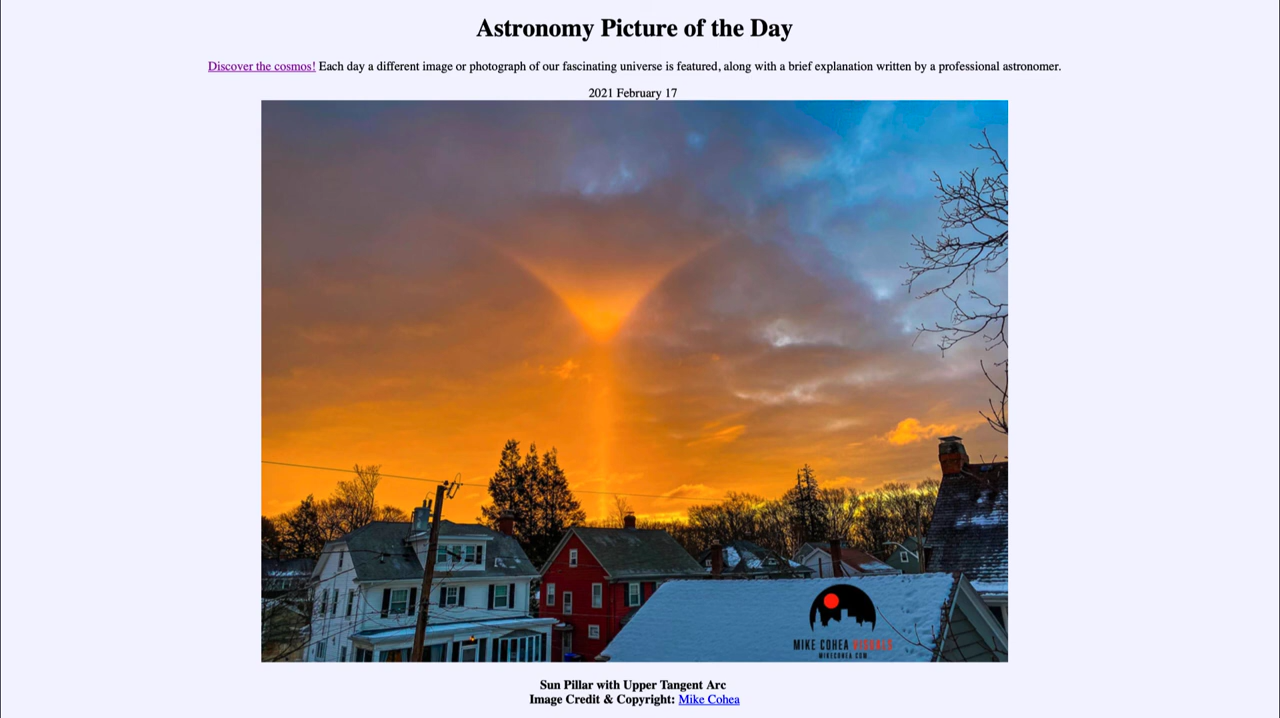 Astronomy Picture of the Day
Discover the cosmos! Each day a different image or photograph of our fascinating universe is featured, along with a brief explanation written by a professional astronomer.
2021 February 17
MIKE COHEA VISUALS
MIKECOHEA.COM
Sun Pillar with Upper Tangent Arc
Image Credit & Copyright: Mike Cohea